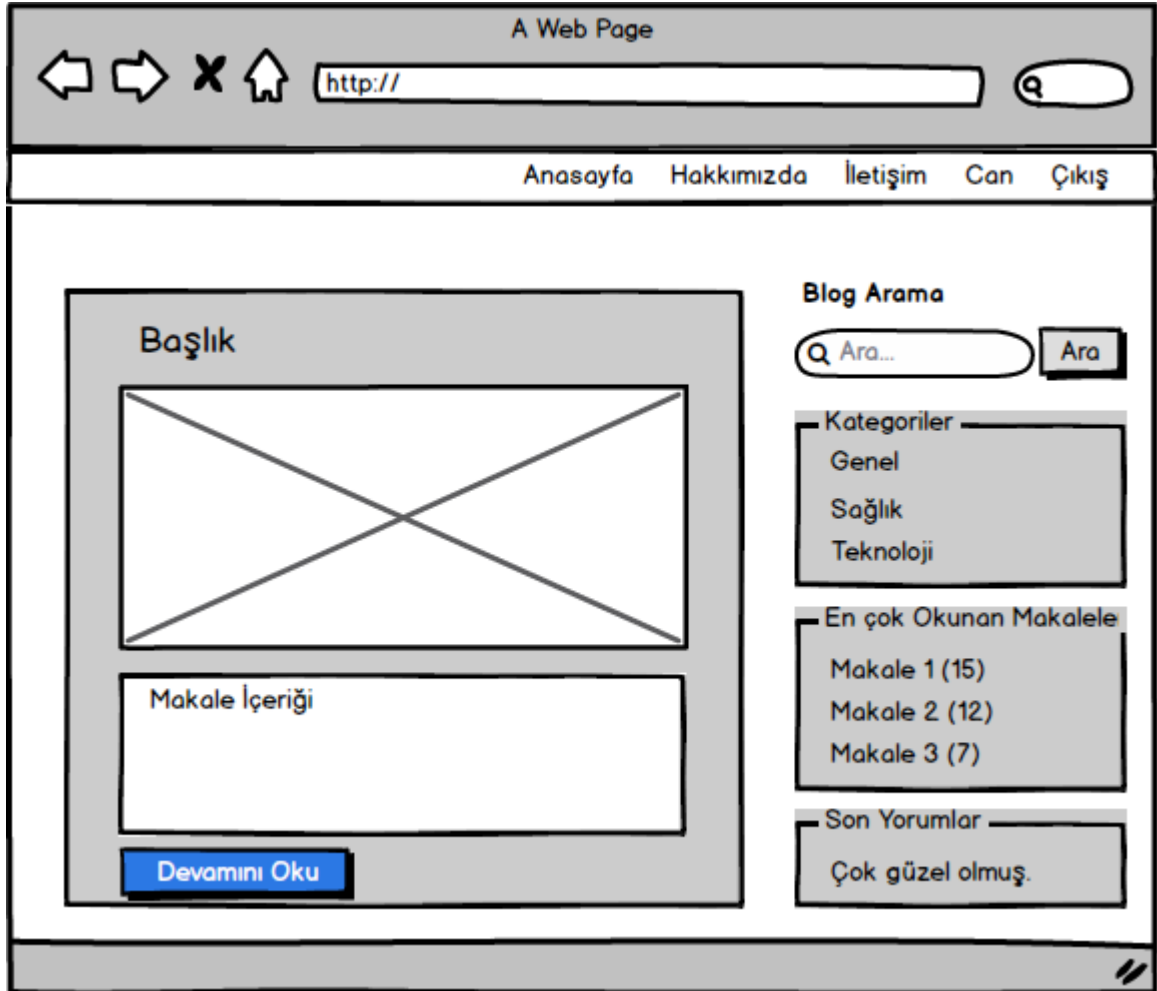 A Web Page
http://
Anasayfa Hakkımızda İletişim Can Çıkış
Başlık
Makale İçeriği
Devamını Oku
Blog Arama
Ara... Ara
Kategoriler
Genel
Sağlık
Teknoloji
En çok Okunan Makalele
Makale 1 (15)
Makale 2 (12)
Makale 3 (7)
Son Yorumlar
Çok güzel olmuş.